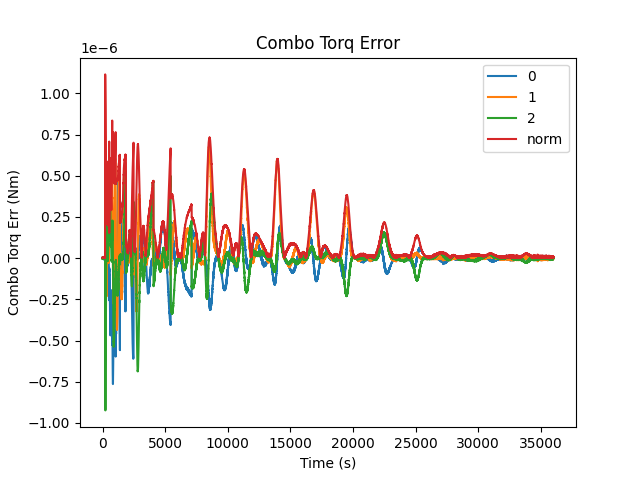 Combo Torq Error
1e−6
Combo Torq Err (Nm)
1.00
0.75
0.50
0.25
0.00
−0.25
−0.50
−0.75
−1.00
0
1
2
norm
0 5000 10000 15000 20000 25000 30000 35000
Time (s)